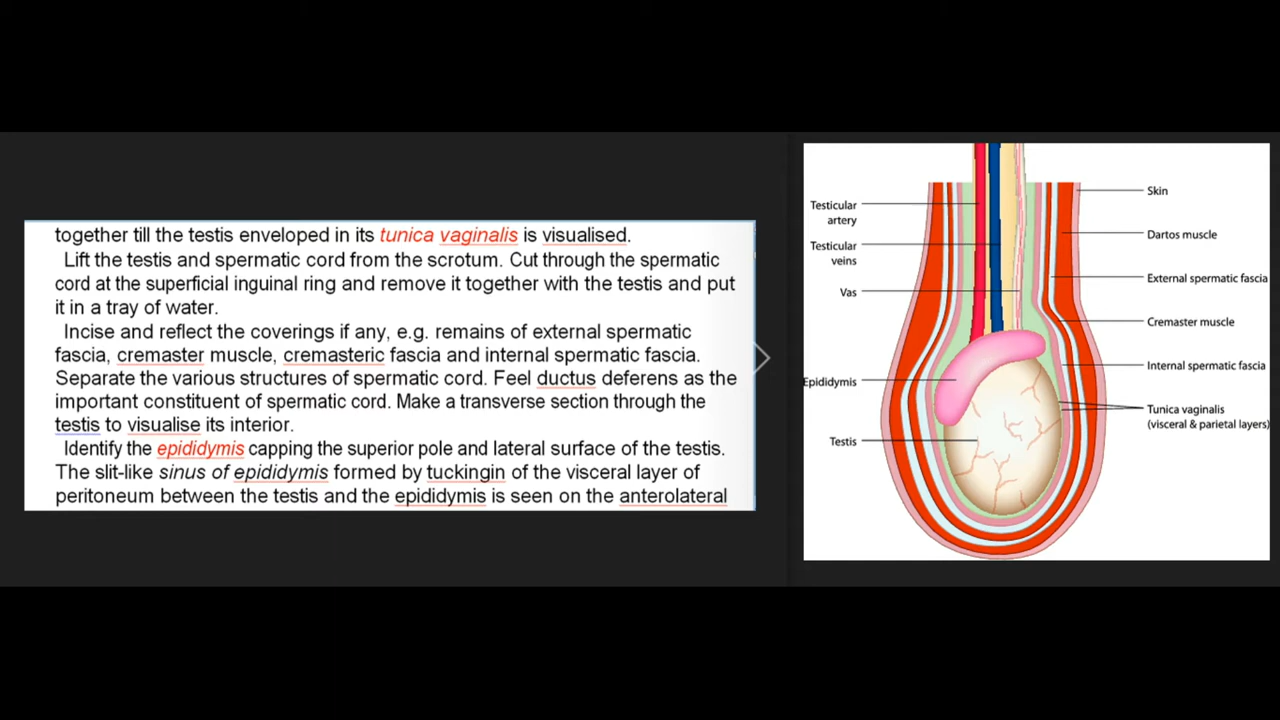 together till the testis enveloped in its tunica vaginalis is visualised.
Lift the testis and spermatic cord from the scrotum. Cut through the spermatic
cord at the superficial inguinal ring and remove it together with the testis and put
it in a tray of water.
Incise and reflect the coverings if any, e.g. remains of external spermatic
fascia, cremaster muscle, cremasteric fascia and internal spermatic fascia.
Separate the various structures of spermatic cord. Feel ductus deferens as the
important constituent of spermatic cord. Make a transverse section through the
testis to visualise its interior.
Identify the epididymis capping the superior pole and lateral surface of the testis.
The slit-like sinus of epididymis formed by tuckingin of the visceral layer of
peritoneum between the testis and the epididymis is seen on the anterolateral
Testicular
artery
Testicular
veins
Vas
Epididymis
Testis
Skin
Dartos muscle
External spermatic fascia
Cremaster muscle
Internal spermatic fascia
Tunica vaginalis
(visceral & parietal layers)